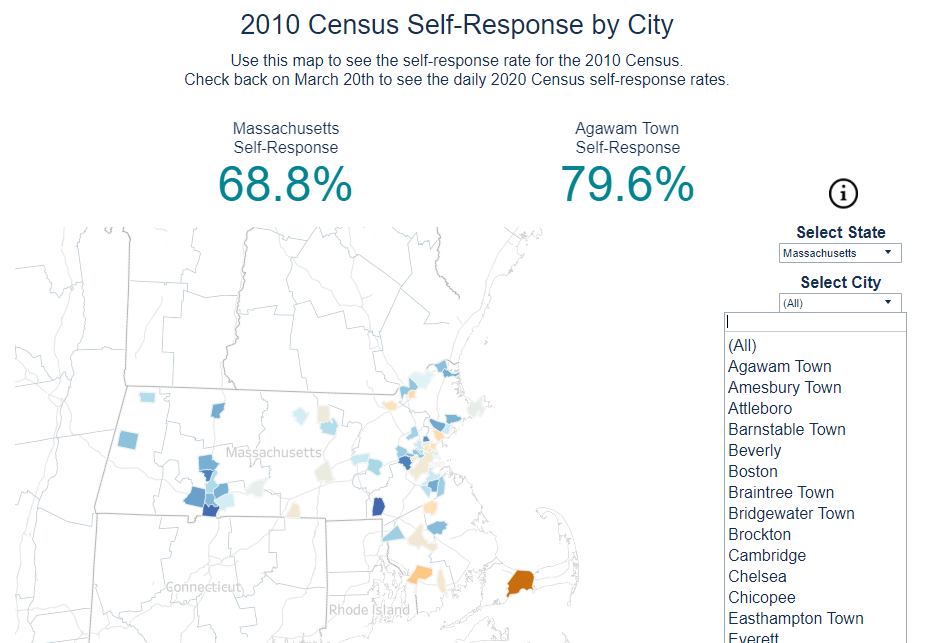 2010 Census Self-Response by City
Use this map to see the self-response rate for the 2010 Census.
Check back on March 20th to see the daily 2020 Census self-response rates.
Massachusetts
Self-Response
68.8%
Agawam Town
Self-Response
79.6%
i
Select State
Massachusetts
Select City
(All)
(All)
Agawam Town
Amesbury Town
Attleboro
Barnstable Town
Beverly
Boston
Braintree Town
Bridgewater Town
Brockton
Cambridge
Chelsea
Chicopee
Easthampton Town
Everett
Massachusetts
Connecticut
Rhode Island